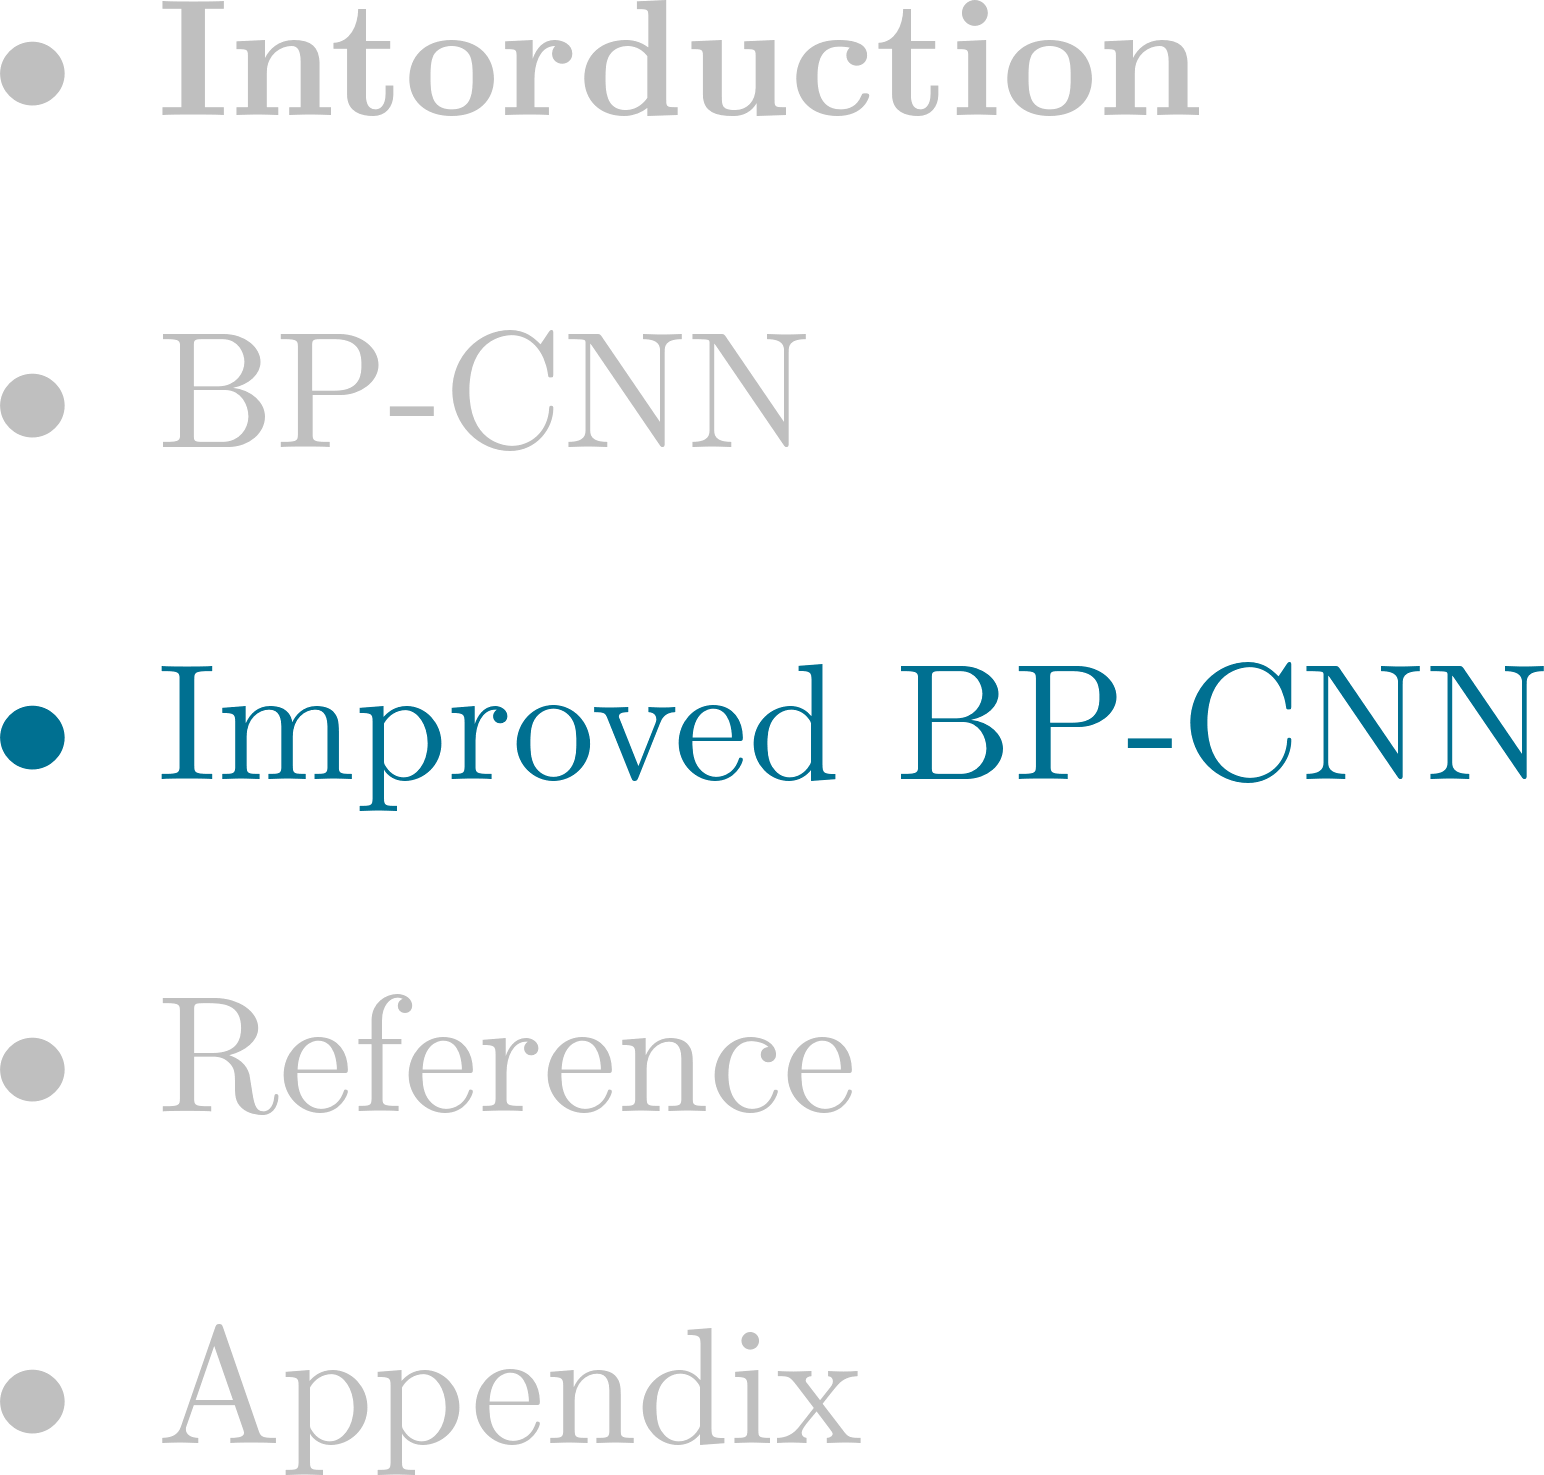 • Intorduction
• BP-CNN
• Improved BP-CNN
• Reference
• Appendix